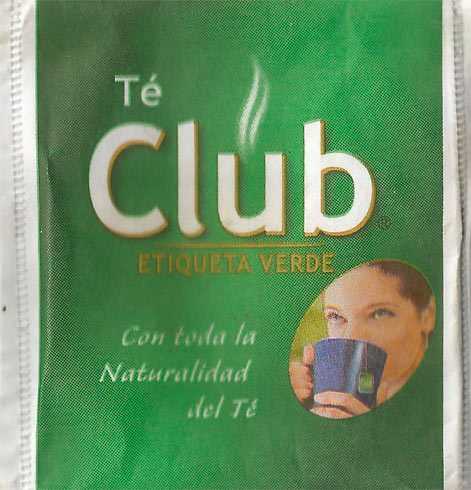 Té
Club®
ETIQUETA VERDE
Con toda la
Naturalidad
del Té